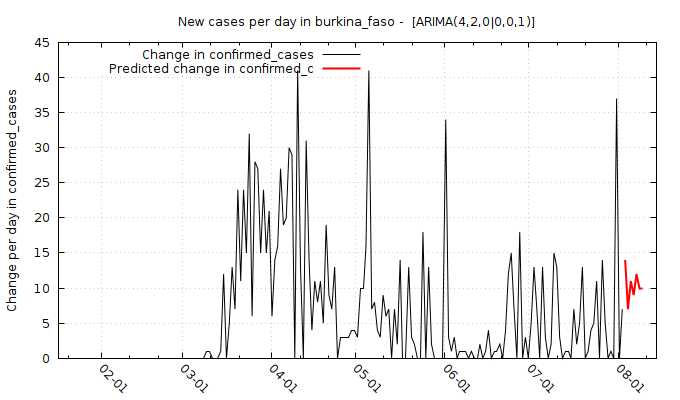 New cases per day in burkina_faso - [ARIMA(4,2,0|0,0,1)]
Change in confirmed_cases
Predicted change in confirmed_c
Change per day in confirmed_cases
45
40
35
30
25
20
15
10
5
0
02-01 03-01 04-01 05-01 06-01 07-01 08-01